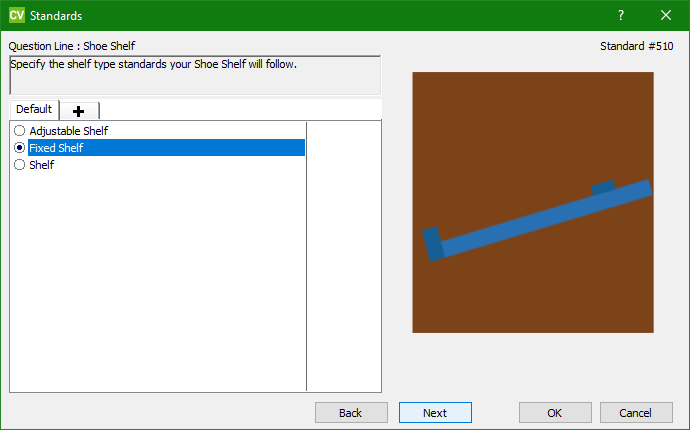 CV Standards ?
Question Line : Shoe Shelf Standard #510
Specify the shelf type standards your Shoe Shelf will follow.
Default
Adjustable Shelf
Fixed Shelf
Shelf
Back Next OK Cancel